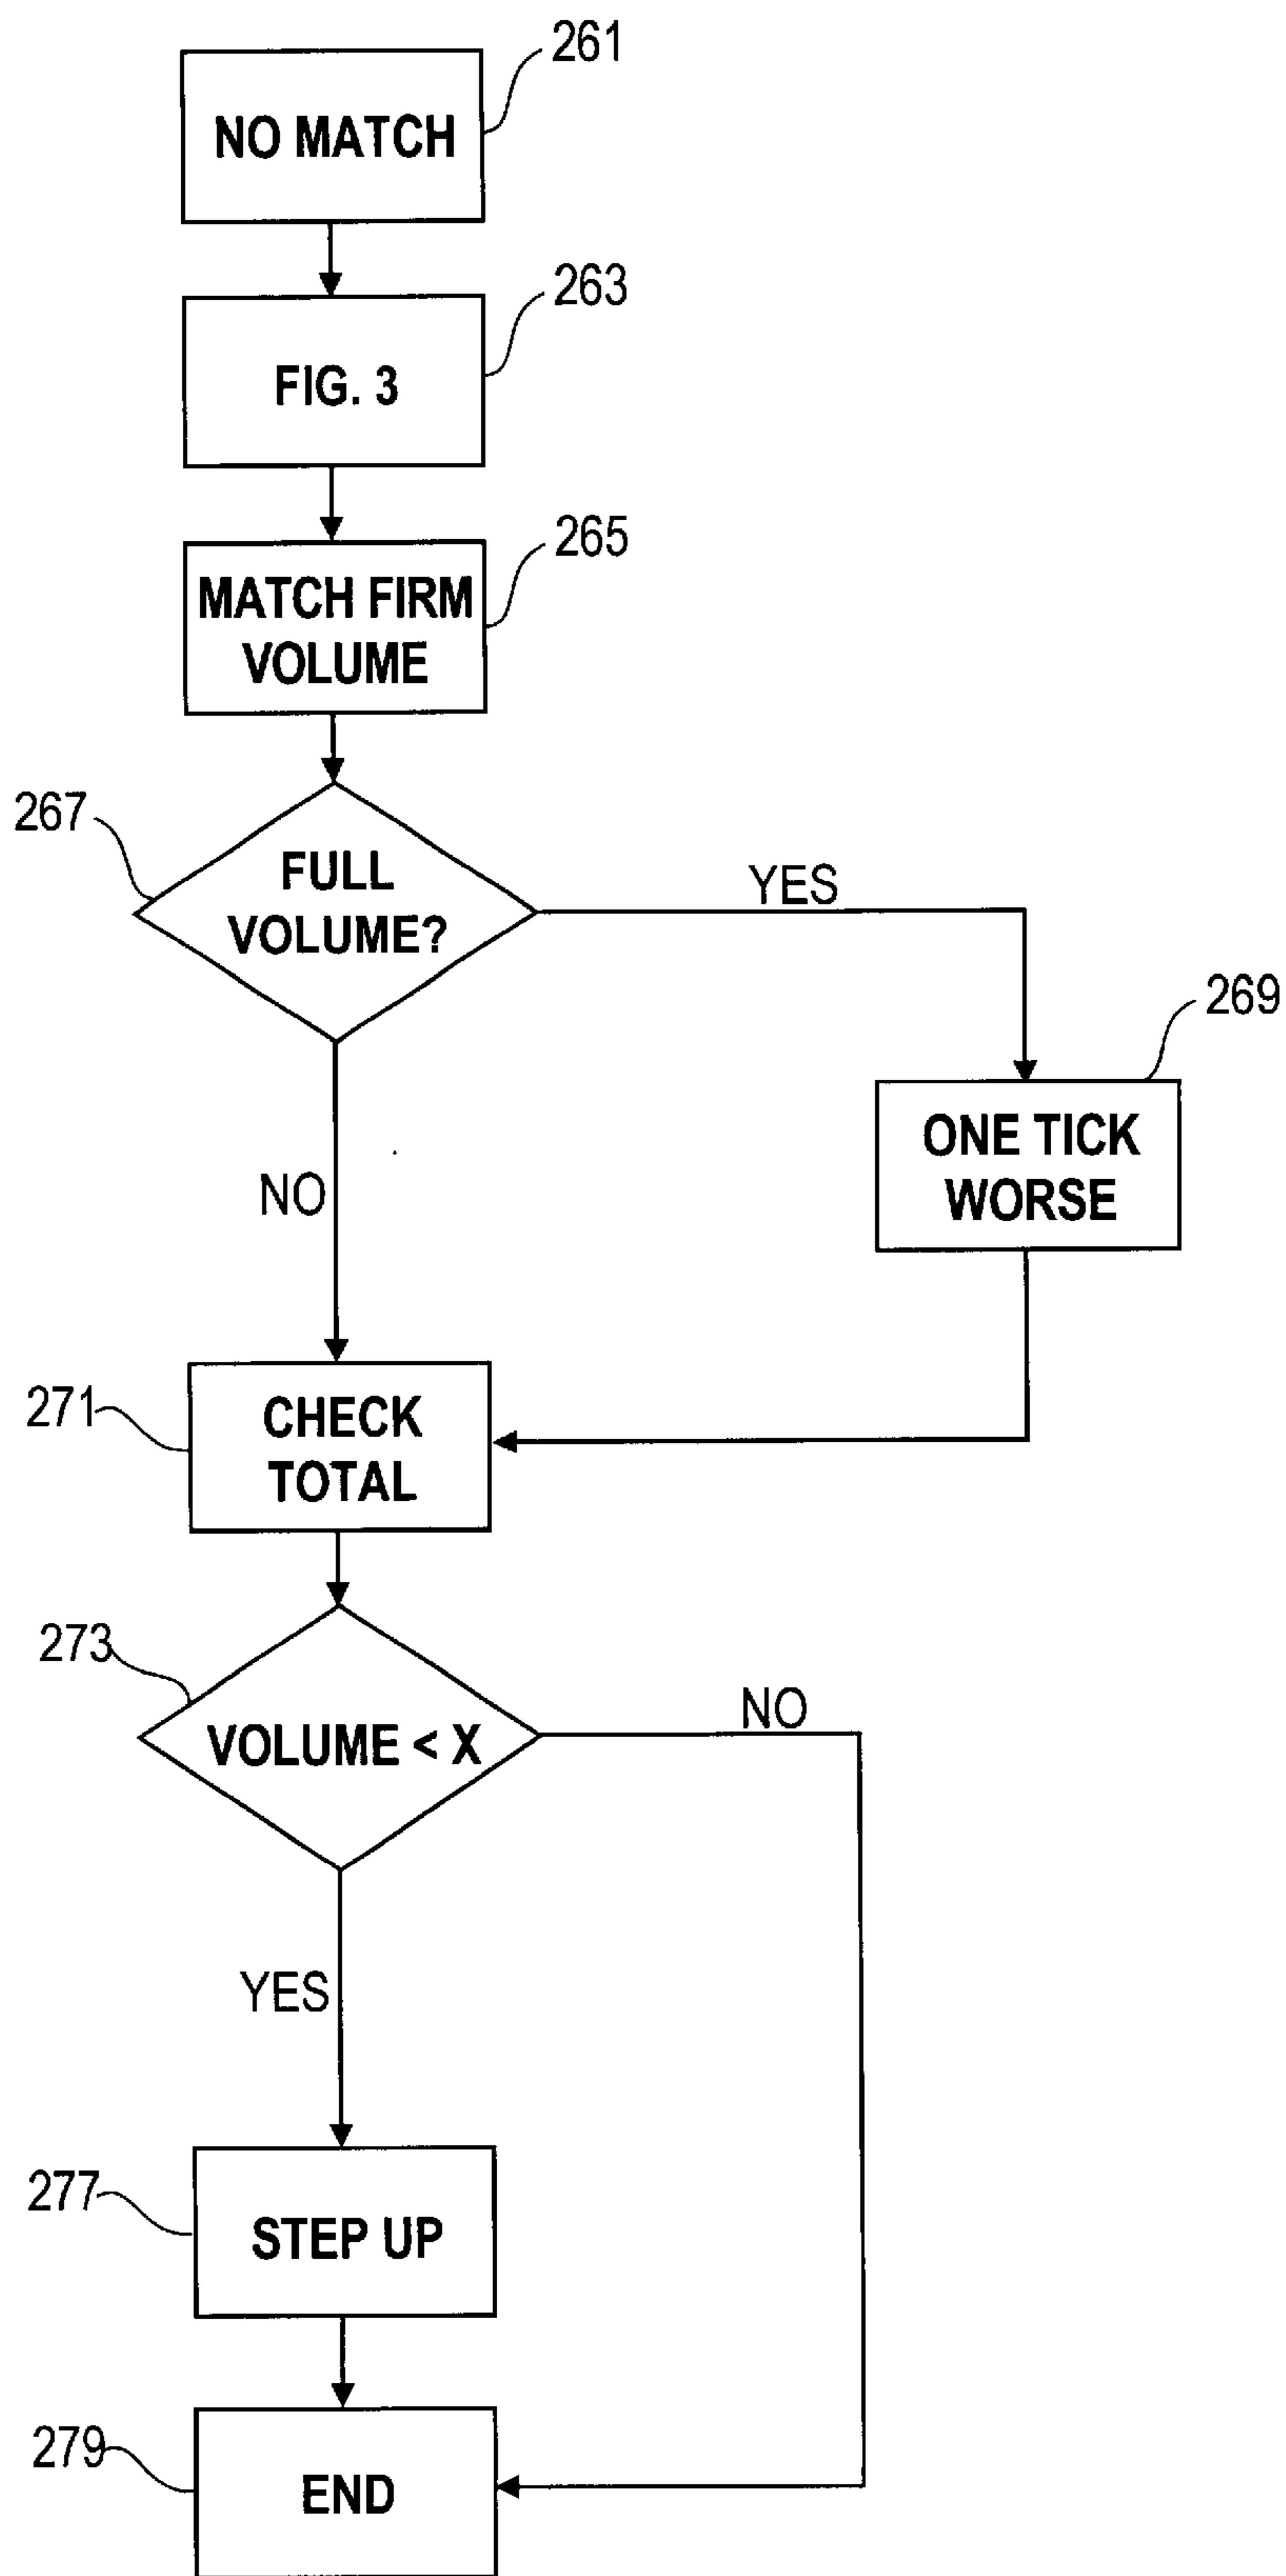 261
NO MATCH
263
FIG. 3
265
MATCH FIRM
VOLUME
267
FULL
VOLUME?
YES
269
ONE TICK
WORSE
NO
271
CHECK
TOTAL
273
VOLUME < X
NO
YES
277
STEP UP
279
END